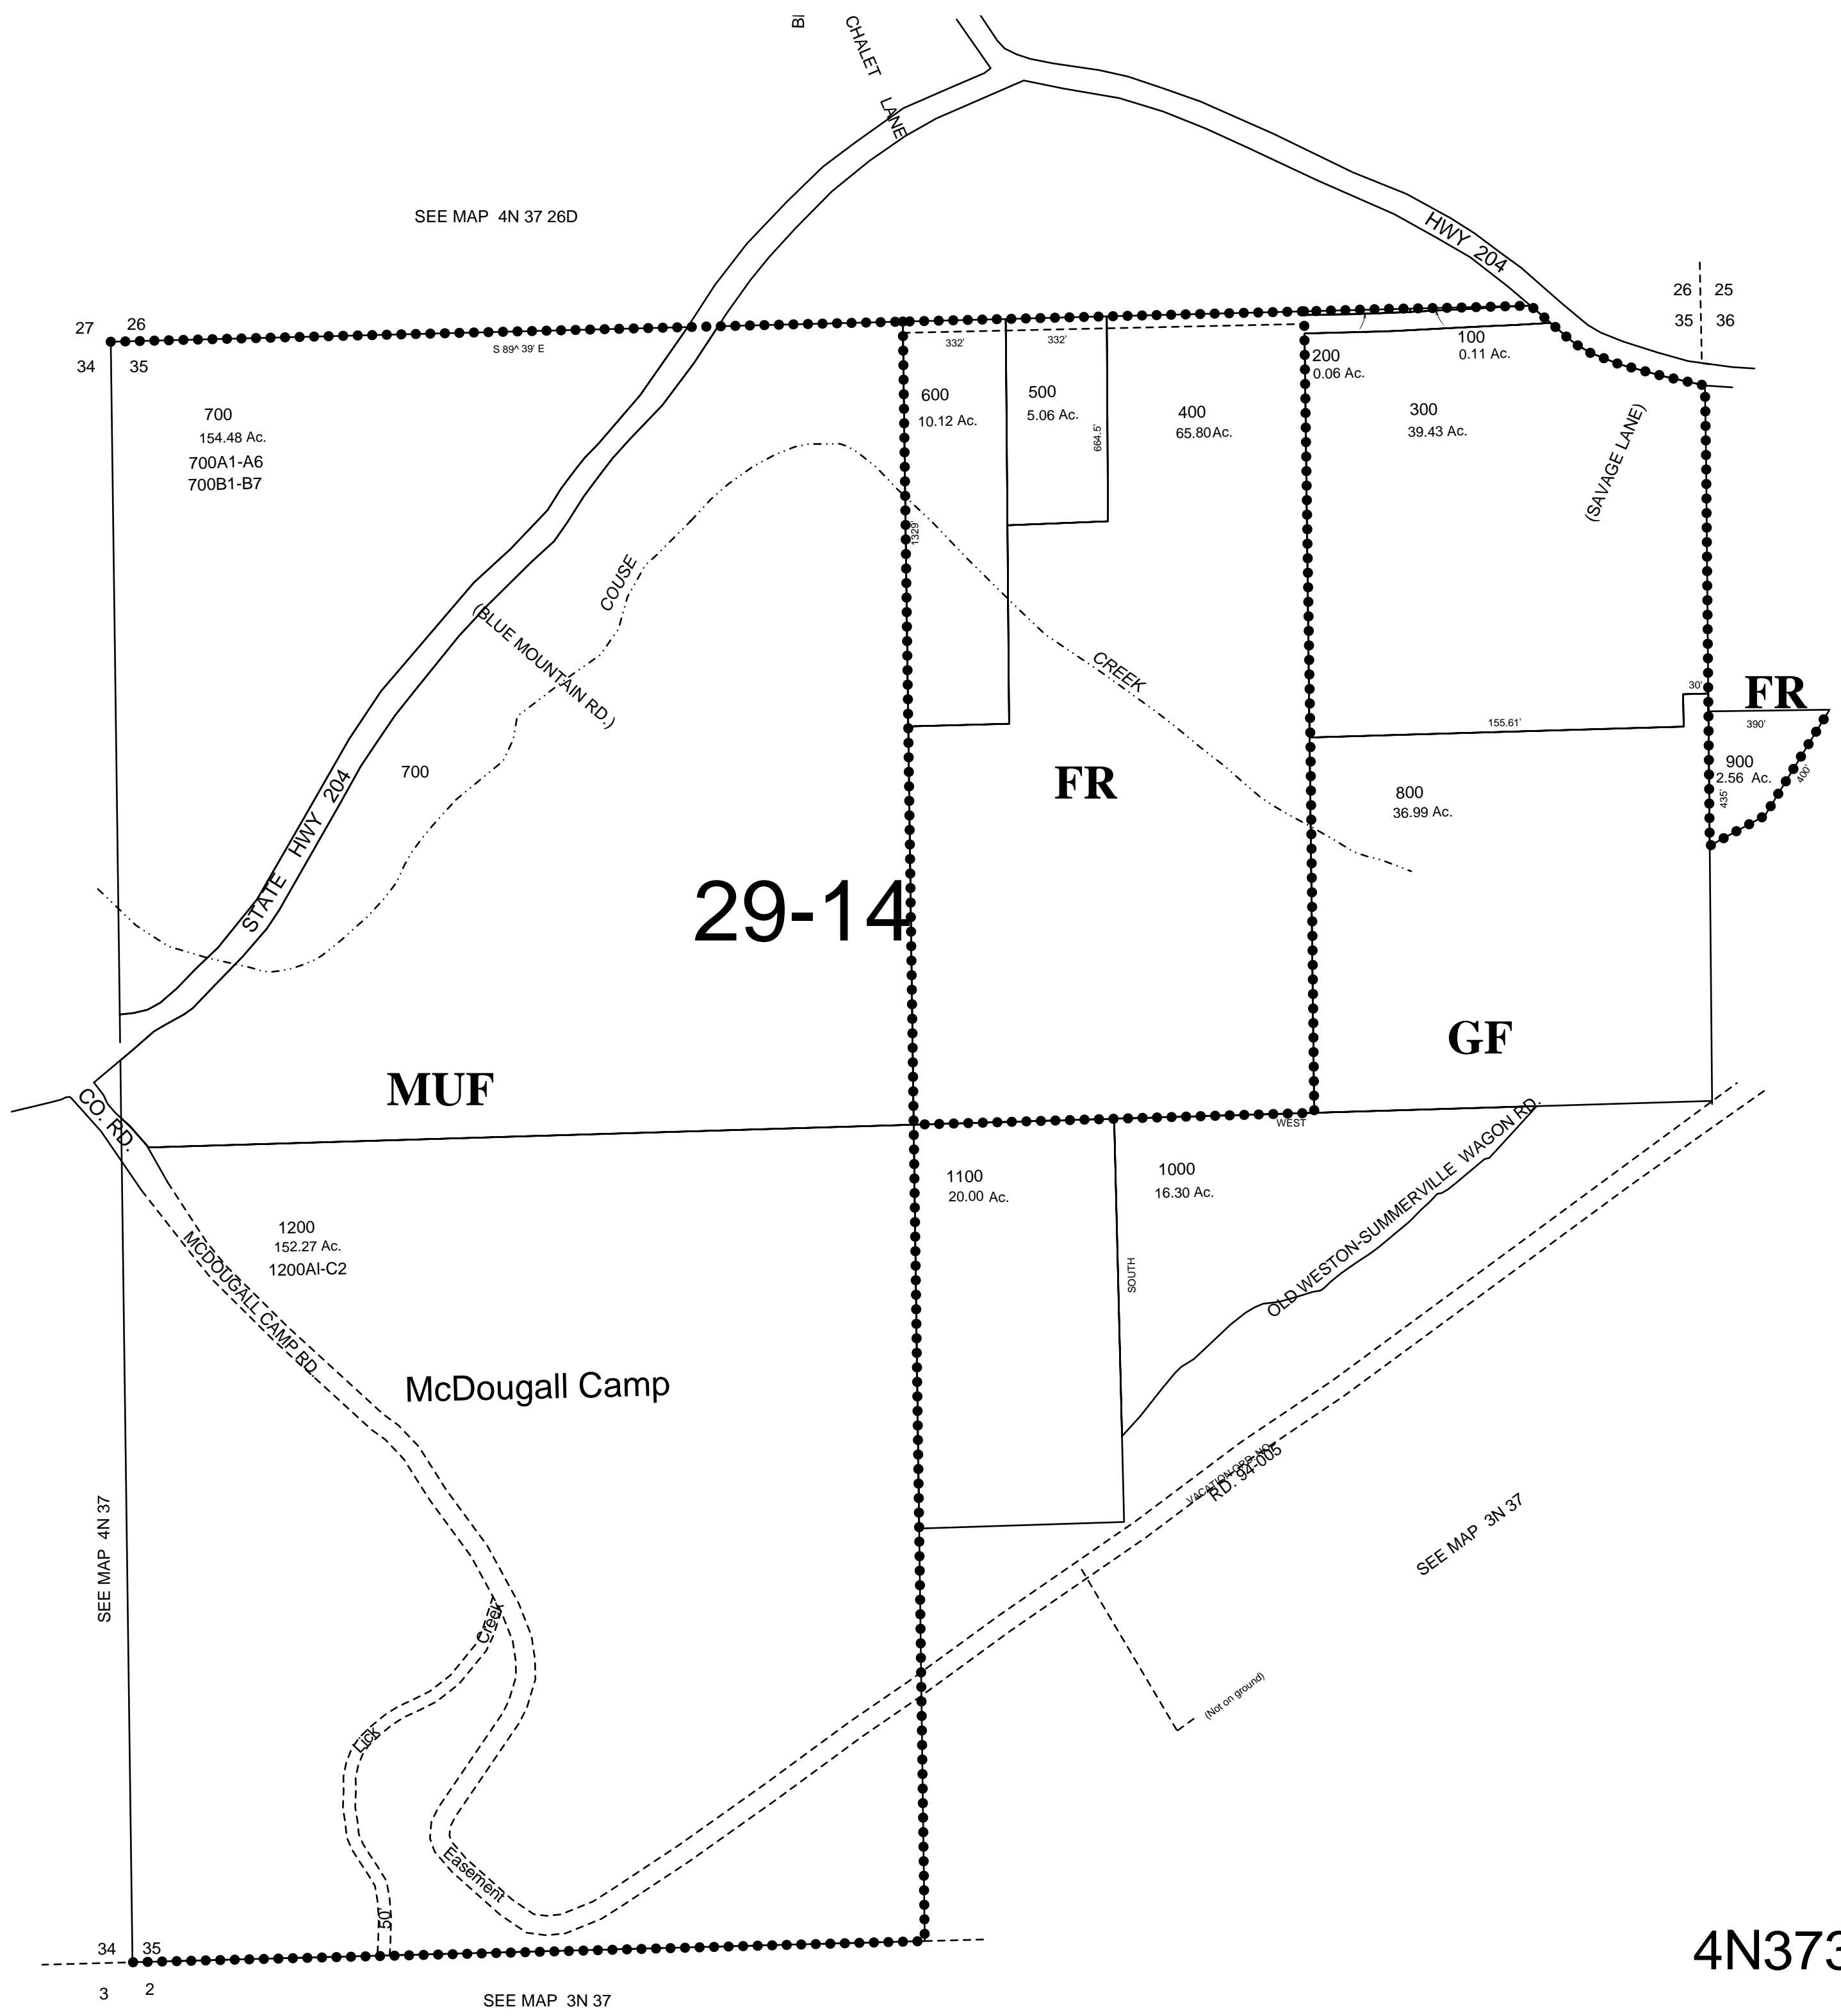 CHALET
LANE
SEE MAP 4N 37 26D
HWY 204
26 25
35 36
27 26
34 35
S 89^ 39' E
332'
332'
100
0.11 Ac.
200
0.06 Ac.
700
154.48 Ac.
700A1-A6
700B1-B7
600
10.12 Ac.
500
5.06 Ac.
400
65.80Ac.
300
39.43 Ac.
664.5'
(SAVAGE LANE)
1329'
COUSE
(BLUE MOUNTAIN RD.)
CREEK
30'
FR
390'
155.61'
700
FR
900
2.56 Ac.
435'
400'
800
36.99 Ac.
STATE HWY 204
29-14
GF
MUF
CO. RD.
WEST
OLD WESTON-SUMMERVILLE WAGON RD.
1100
20.00 Ac.
1000
16.30 Ac.
SOUTH
1200
152.27 Ac.
1200AI-C2
MCDOUGALL CAMP RD.
McDougall Camp
VACATION ORD. NO.
RD. 94-005
SEE MAP 3N 37
SEE MAP 4N 37
Creek
Lick
(Not on ground)
Easement
50'
34 35
3 2
SEE MAP 3N 37
4N373